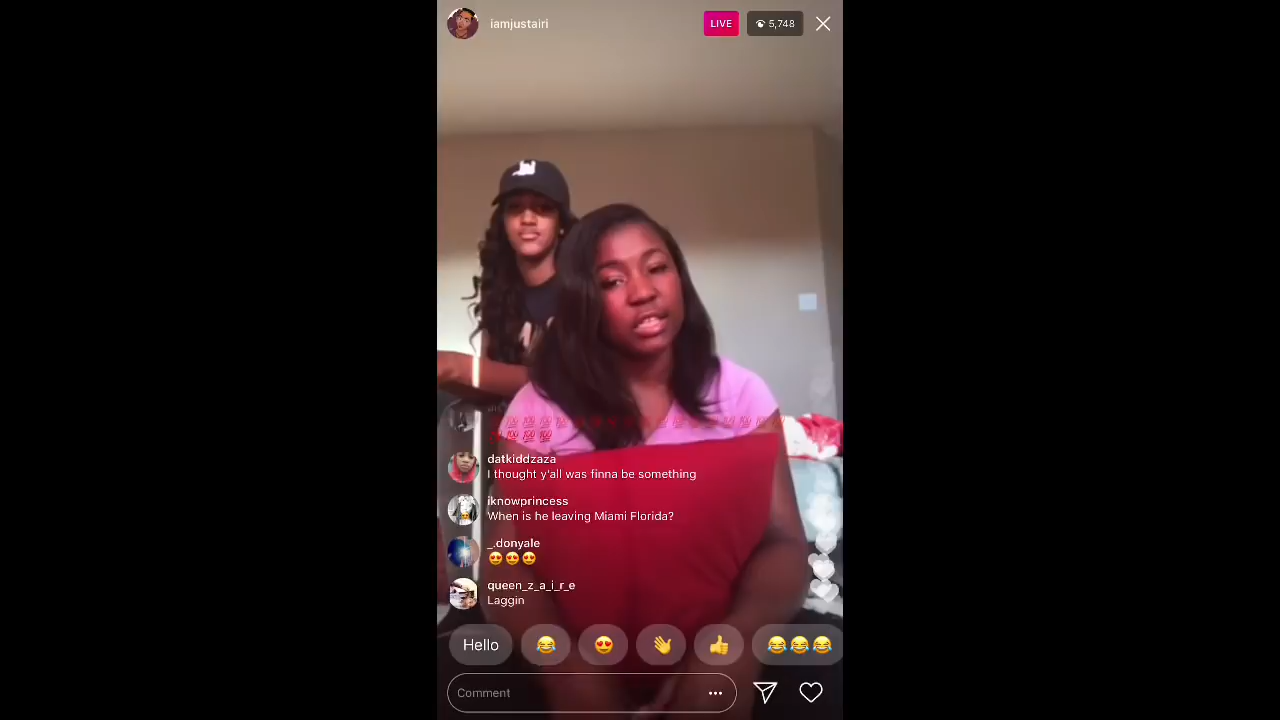 iamjustairi
LIVE
5,748
💯💯💯💯💯💯💯💯💯💯💯💯💯💯💯💯💯💯
💯💯💯💯
datkiddzaza
I thought y'all was finna be something
iknowprincess
When is he leaving Miami Florida?
_.donyale
😍😍😍
queen_z_a_i_r_e
Laggin
Hello 😂 😍 👋 👍 😂😂😂
Comment